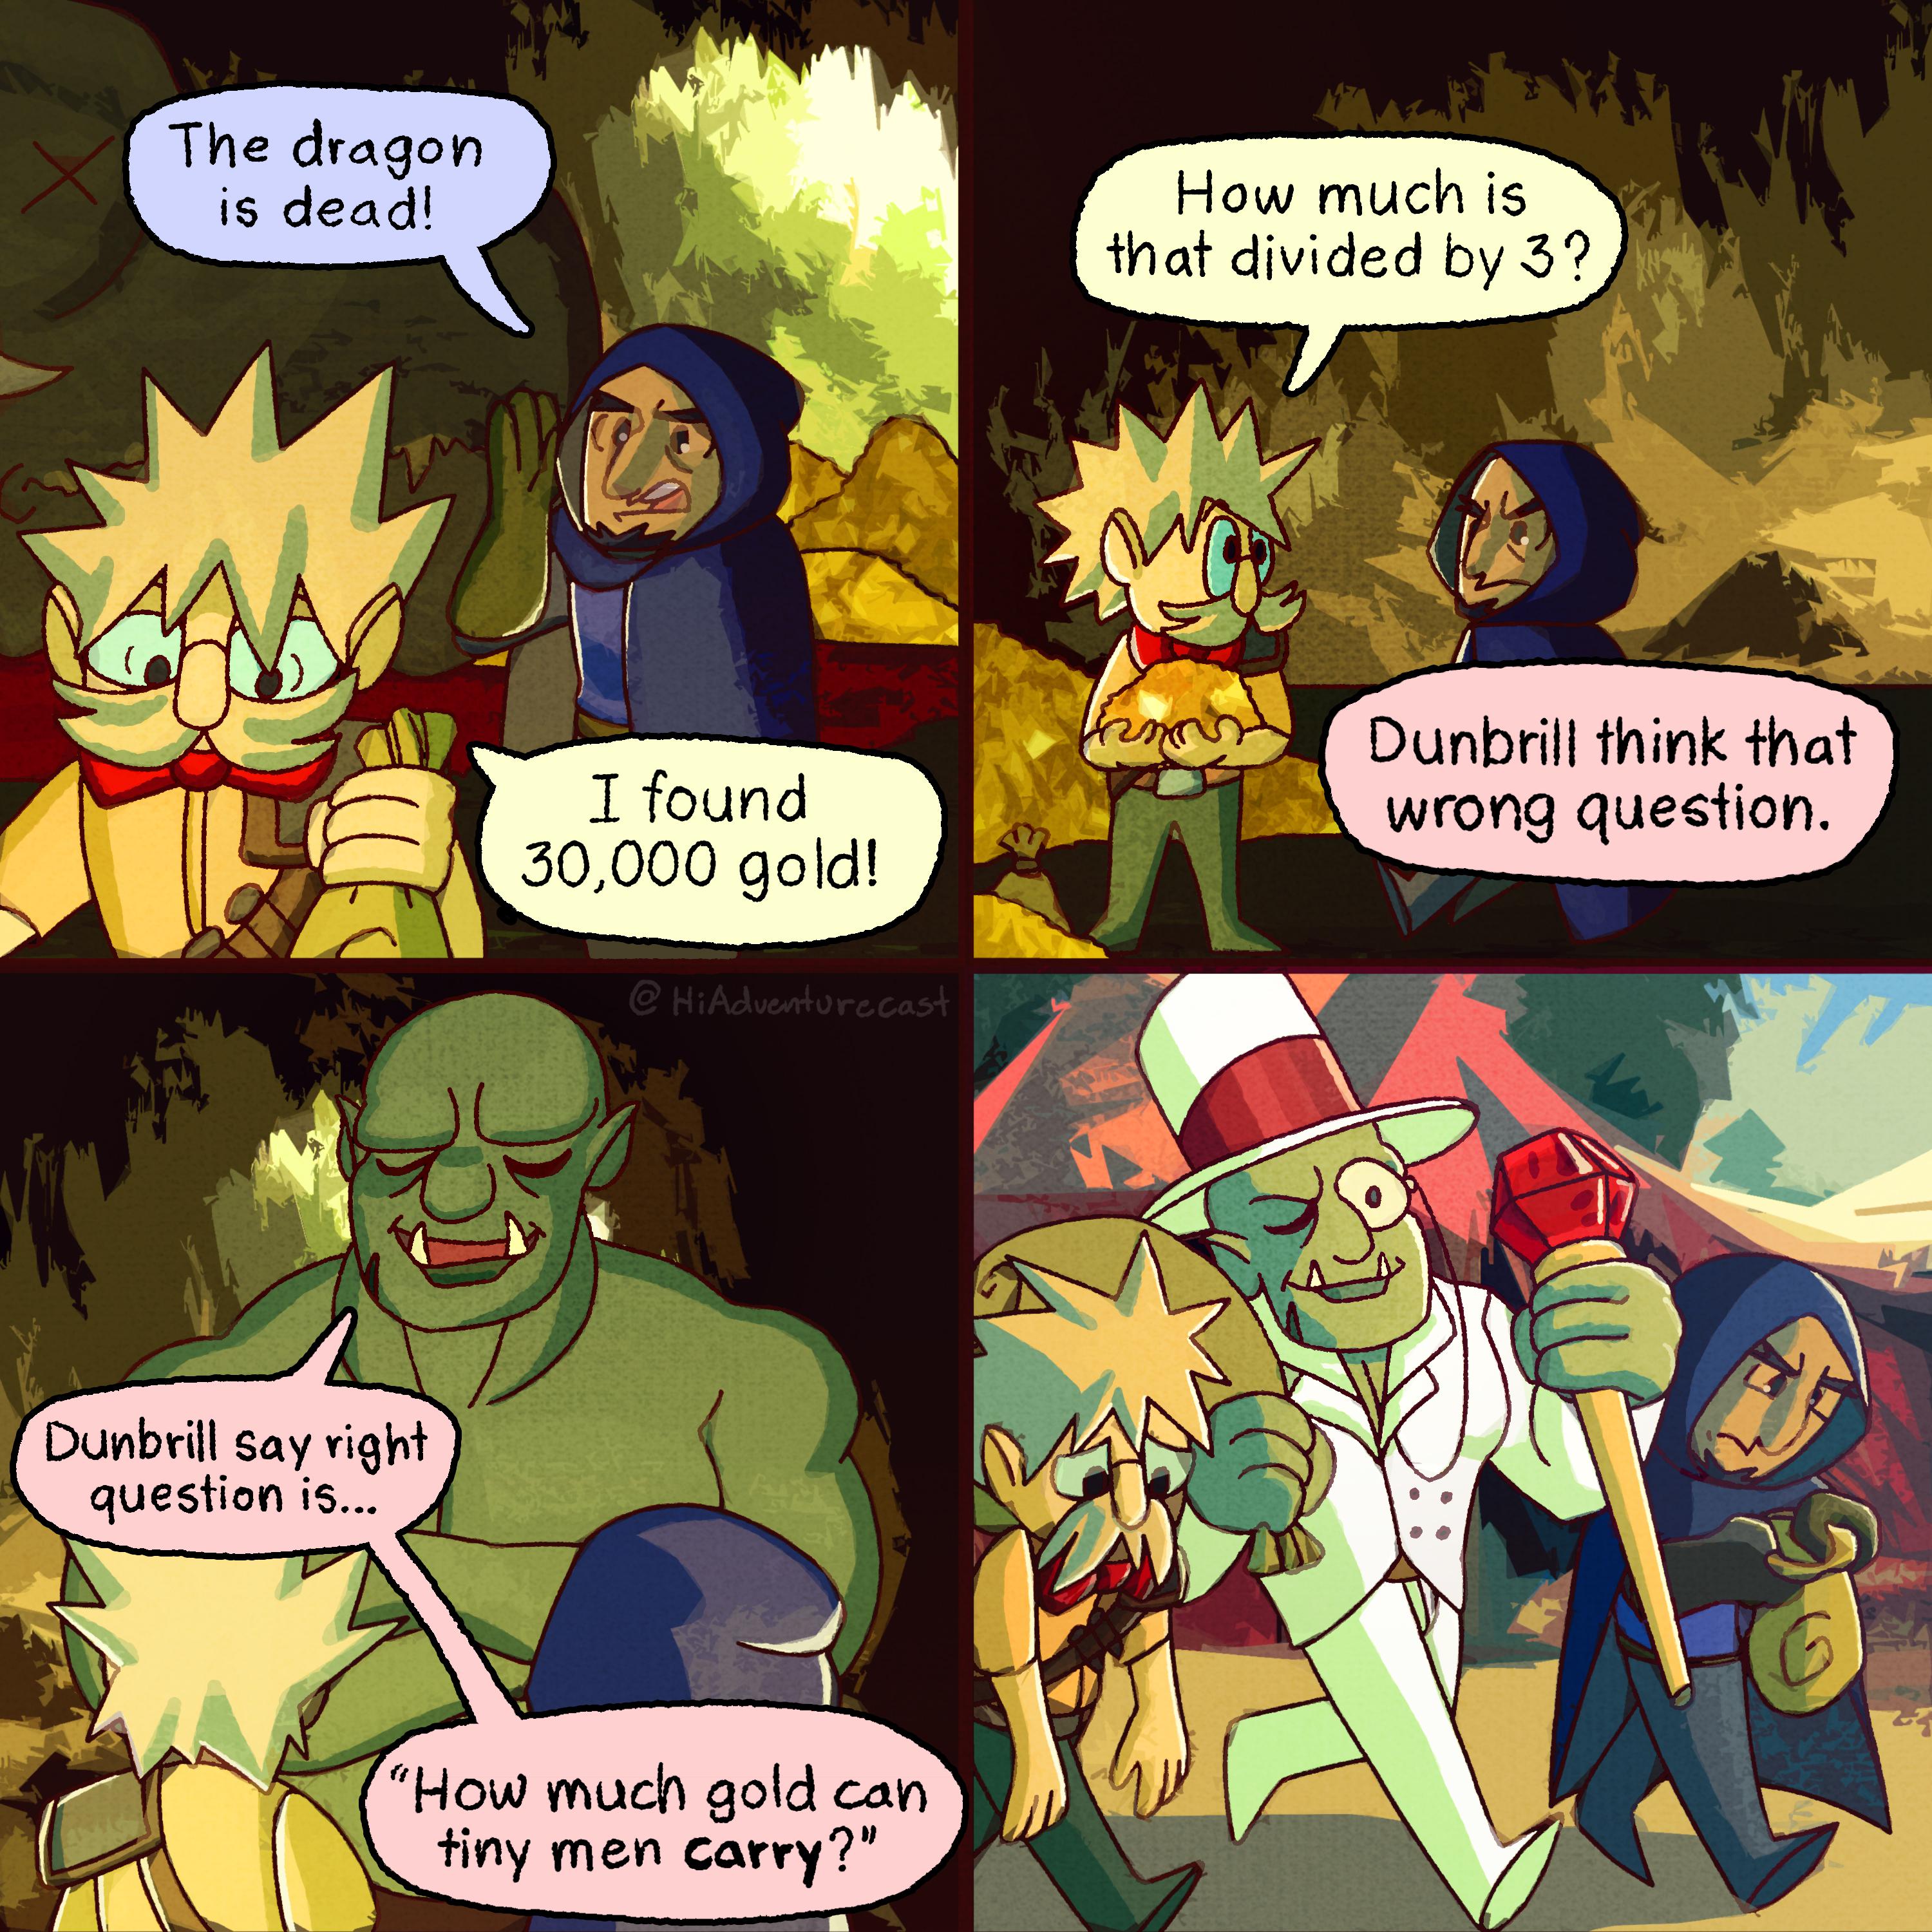 The dragon
is dead!
I found
30,000 gold!
How much is
that divided by 3?
Dunbrill think that
wrong question.
@HiAdventurecast
Dunbrill say right
question is...
"How much gold can
tiny men carry?"